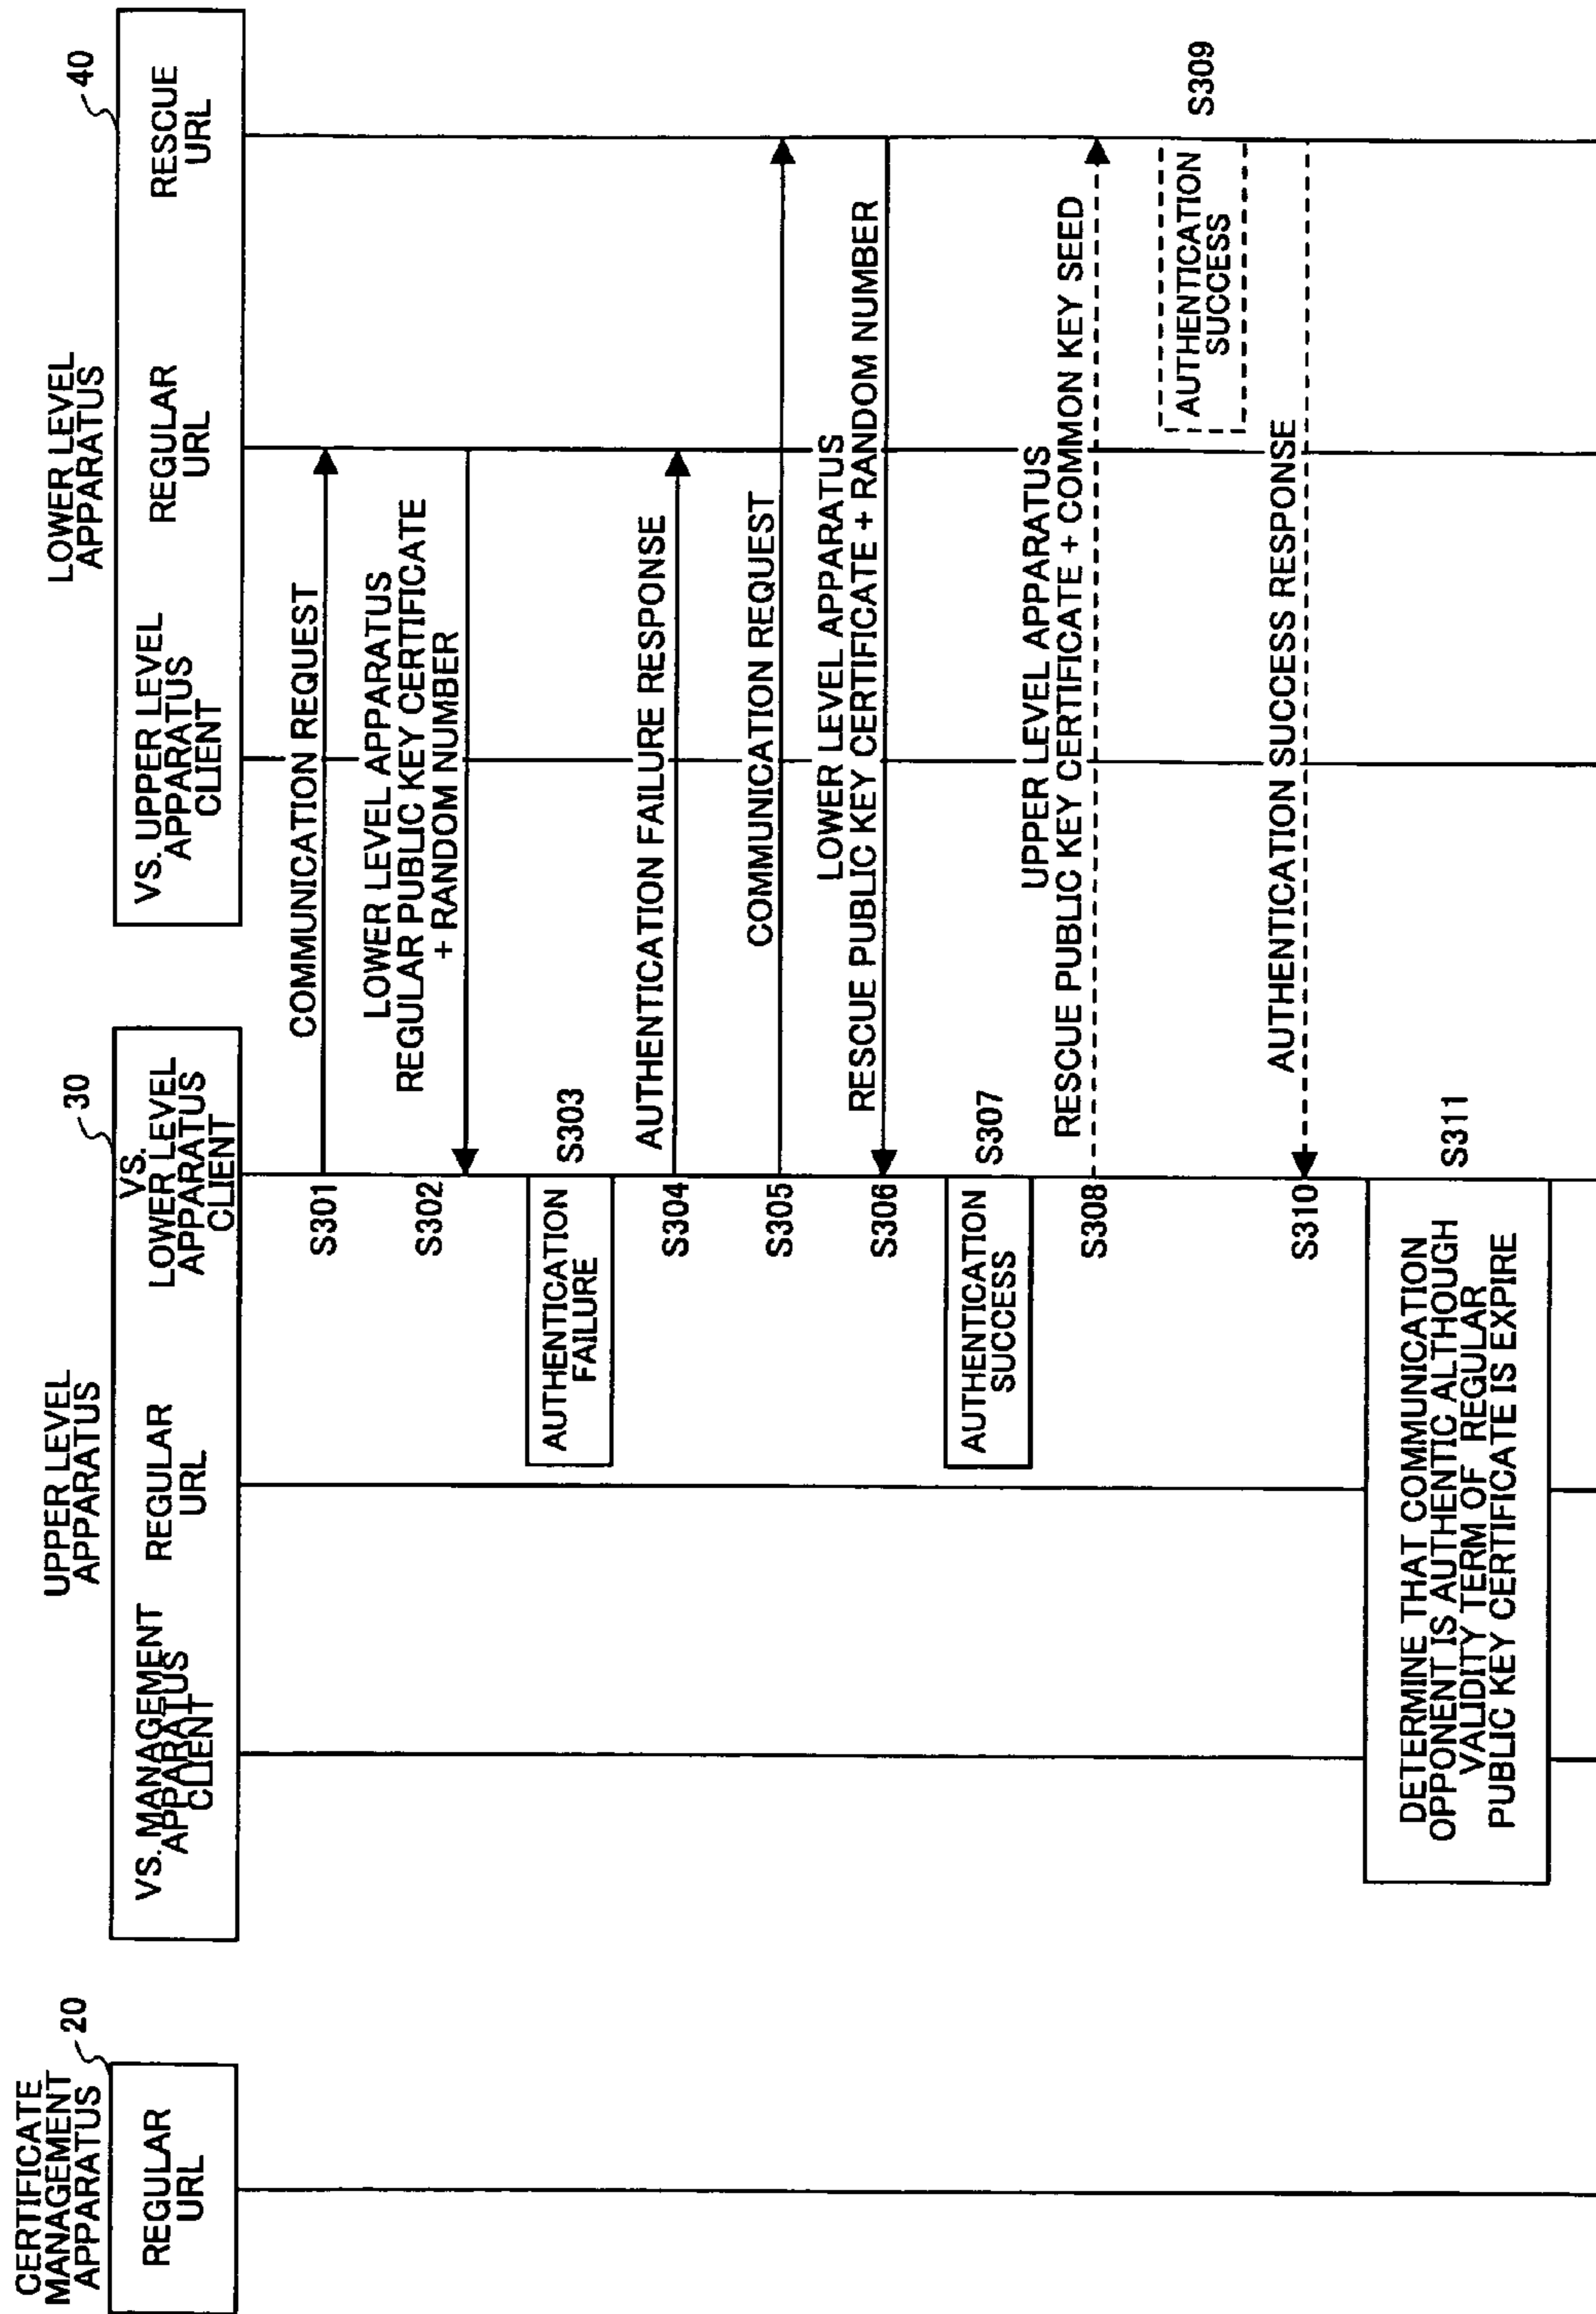 CERTIFICATE
MANAGEMENT
APPARATUS
20
REGULAR
URL
UPPER LEVEL
APPARATUS
30
VS. MANAGEMENT
APPARATUS
CLIENT
REGULAR
URL
VS.
LOWER LEVEL
APPARATUS
CLIENT
LOWER LEVEL
APPARATUS
40
VS. UPPER LEVEL
APPARATUS
CLIENT
REGULAR
URL
RESCUE
URL
S301
COMMUNICATION REQUEST
S302
LOWER LEVEL APPARATUS
REGULAR PUBLIC KEY CERTIFICATE
+ RANDOM NUMBER
AUTHENTICATION
FAILURE
S303
S304
AUTHENTICATION FAILURE RESPONSE
S305
COMMUNICATION REQUEST
S306
LOWER LEVEL APPARATUS
RESCUE PUBLIC KEY CERTIFICATE + RANDOM NUMBER
AUTHENTICATION
SUCCESS
S307
S308
UPPER LEVEL APPARATUS
RESCUE PUBLIC KEY CERTIFICATE + COMMON KEY SEED
AUTHENTICATION
SUCCESS
S309
S310
AUTHENTICATION SUCCESS RESPONSE
DETERMINE THAT COMMUNICATION
OPPONENT IS AUTHENTIC ALTHOUGH
VALIDITY TERM OF REGULAR
PUBLIC KEY CERTIFICATE IS EXPIRE
S311